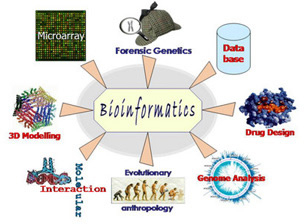 Microarray
Forensic Genetics
Data
base
Bioinformatics
3D Modelling
Drug Design
Molecular
Interaction
Evolutionary
anthropology
Genome Analysis